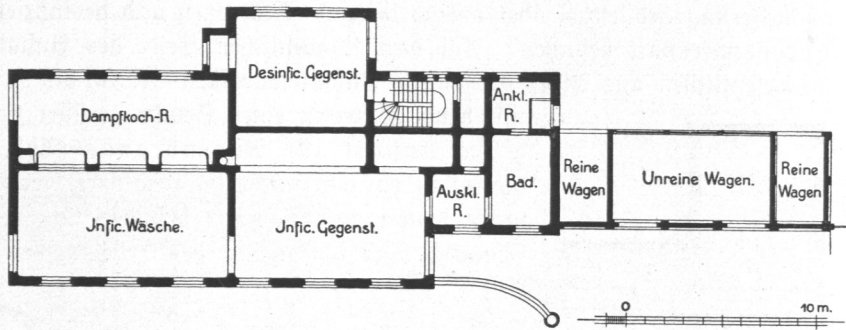 Desinfic. Gegenst.
Ankl.
R.
Dampfkoch-R.
Reine
Wagen
Unreine Wagen.
Reine
Wagen
Auskl.
R.
Bad.
Jnfic. Wäsche.
Jnfic. Gegenst.
0
10 m.